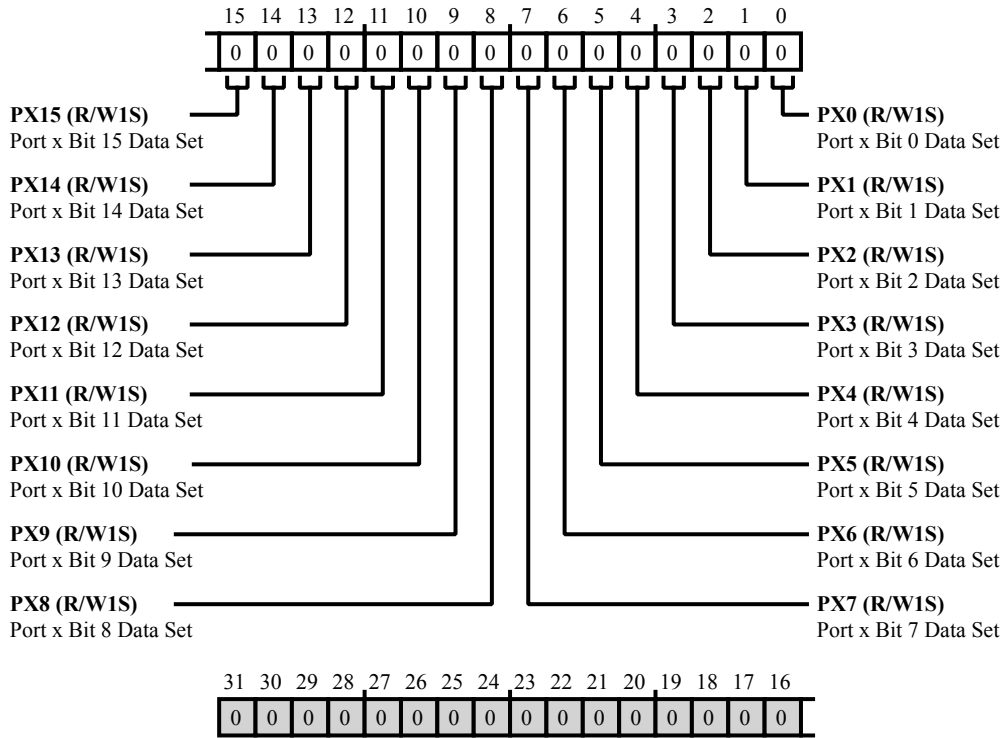 15 14 13 12 11 10 9 8 7 6 5 4 3 2 1 0
0 0 0 0 0 0 0 0 0 0 0 0 0 0 0 0
PX15 (R/W1S)
Port x Bit 15 Data Set
PX14 (R/W1S)
Port x Bit 14 Data Set
PX13 (R/W1S)
Port x Bit 13 Data Set
PX12 (R/W1S)
Port x Bit 12 Data Set
PX11 (R/W1S)
Port x Bit 11 Data Set
PX10 (R/W1S)
Port x Bit 10 Data Set
PX9 (R/W1S)
Port x Bit 9 Data Set
PX8 (R/W1S)
Port x Bit 8 Data Set
PX0 (R/W1S)
Port x Bit 0 Data Set
PX1 (R/W1S)
Port x Bit 1 Data Set
PX2 (R/W1S)
Port x Bit 2 Data Set
PX3 (R/W1S)
Port x Bit 3 Data Set
PX4 (R/W1S)
Port x Bit 4 Data Set
PX5 (R/W1S)
Port x Bit 5 Data Set
PX6 (R/W1S)
Port x Bit 6 Data Set
PX7 (R/W1S)
Port x Bit 7 Data Set
31 30 29 28 27 26 25 24 23 22 21 20 19 18 17 16
0 0 0 0 0 0 0 0 0 0 0 0 0 0 0 0